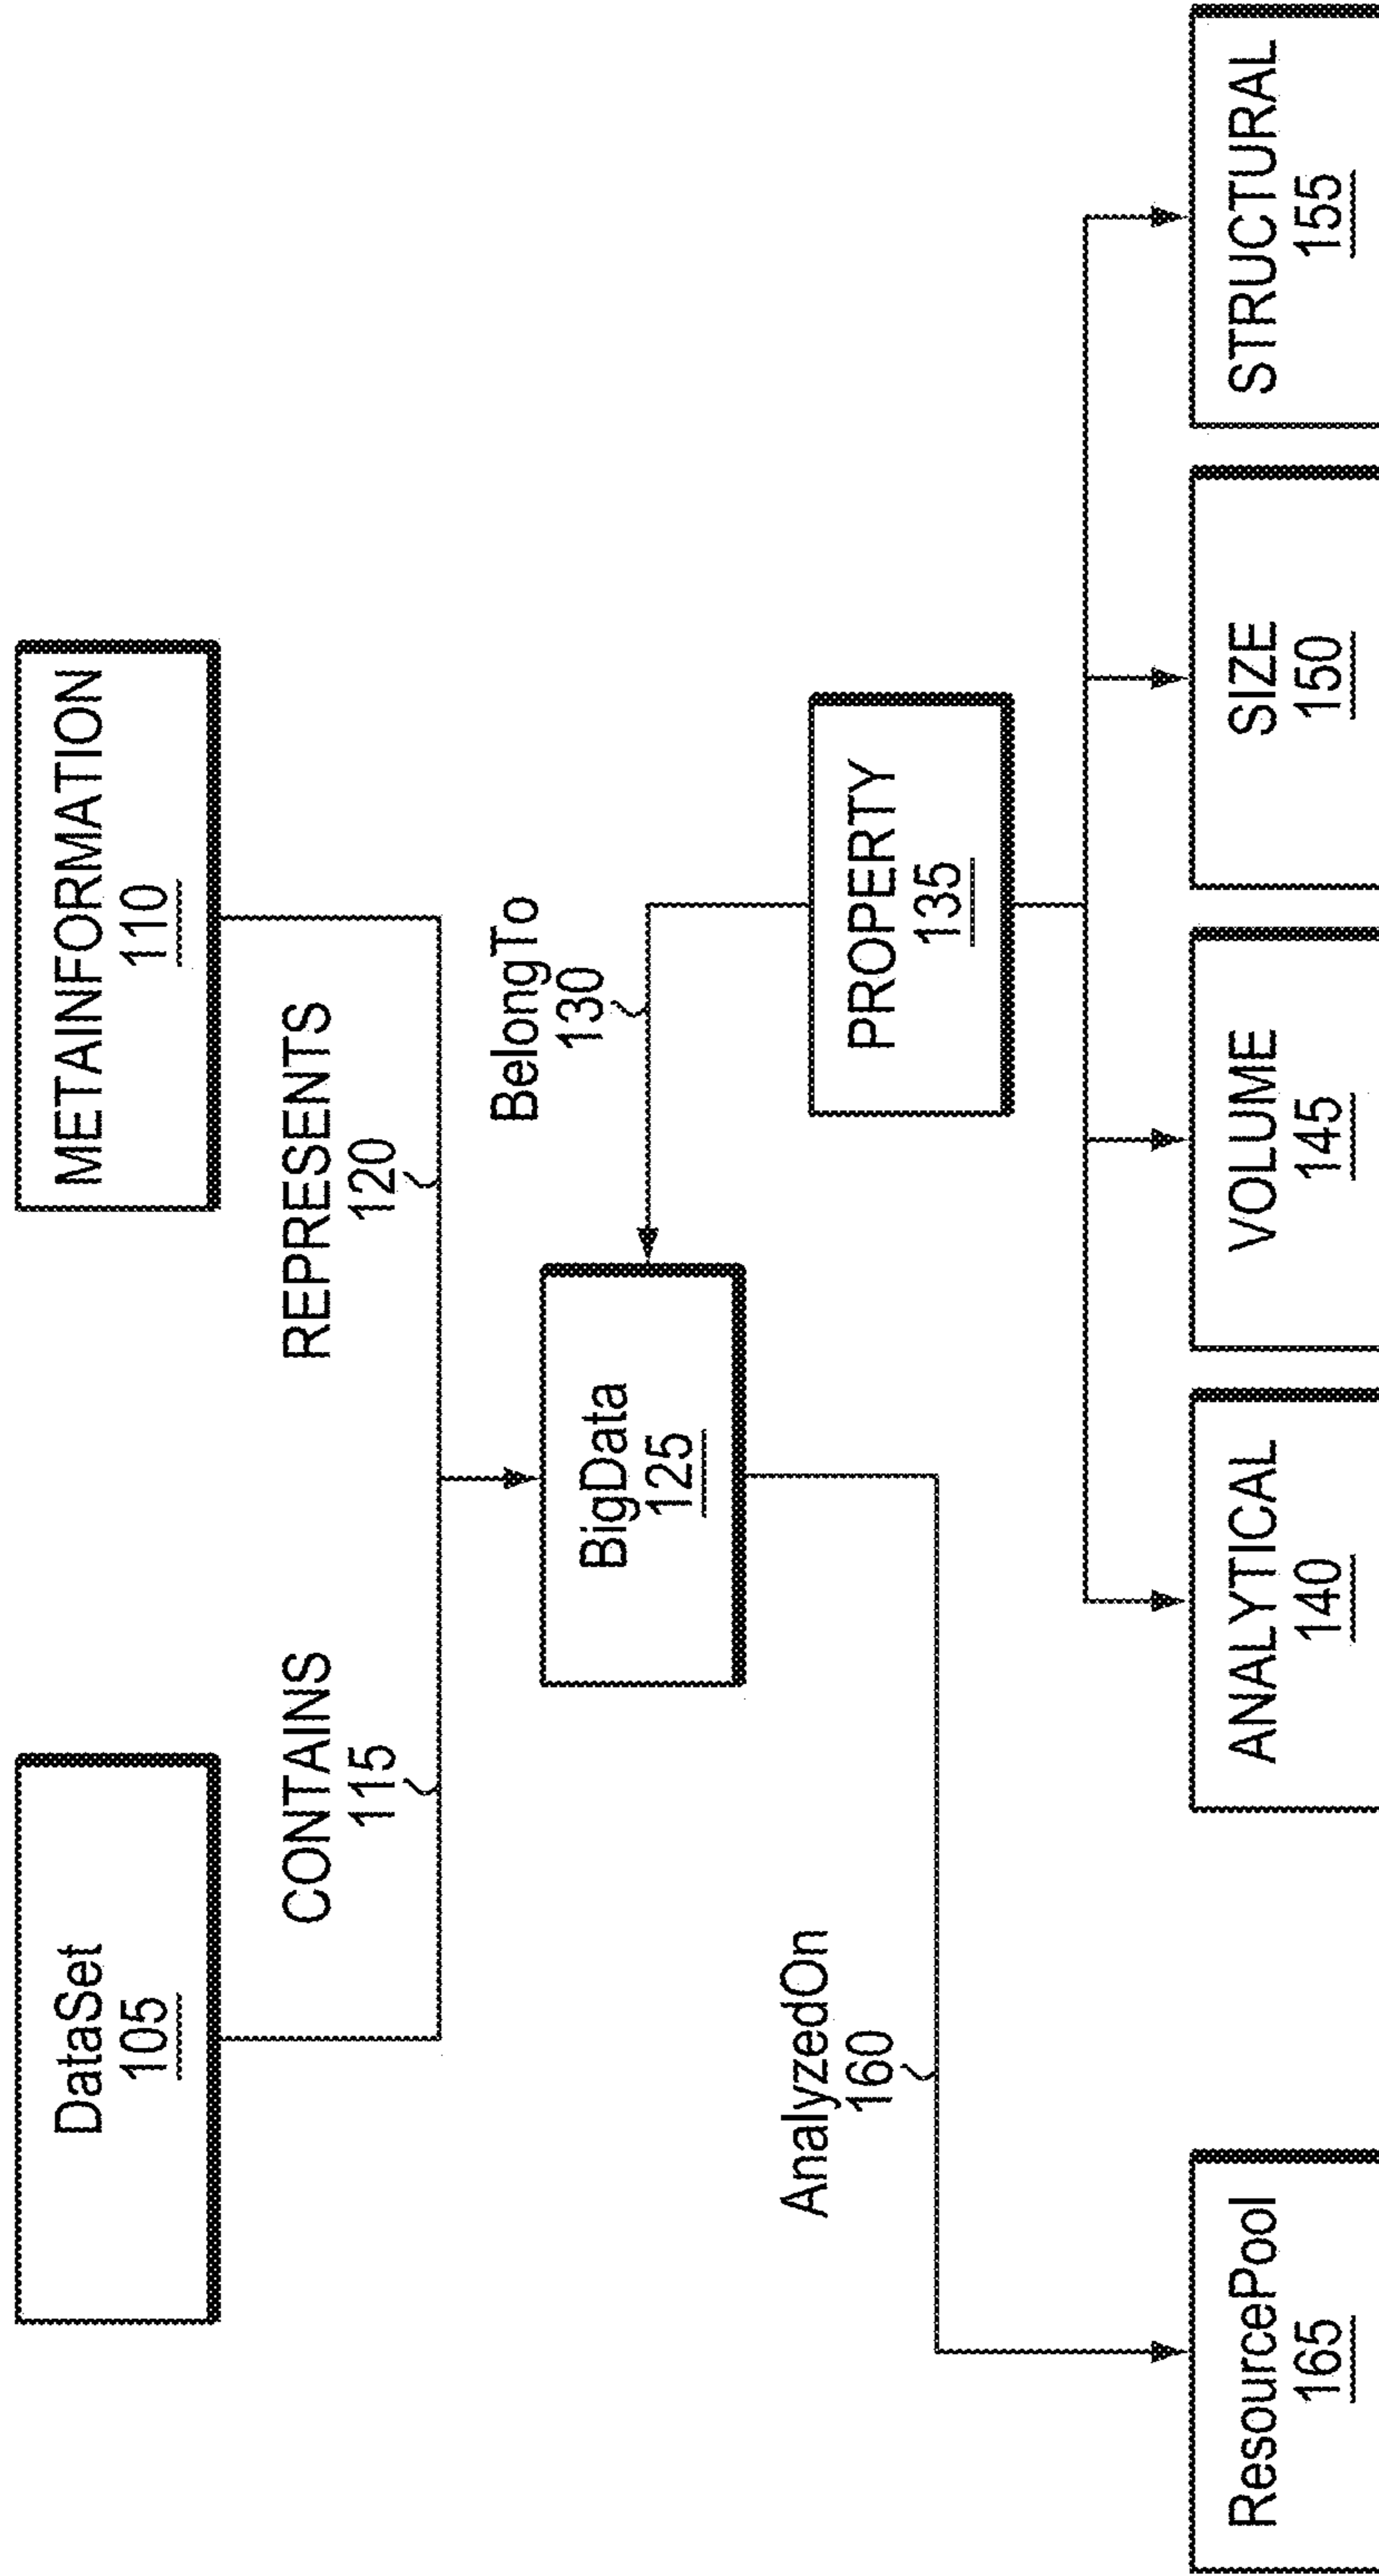 DataSet
105
METAINFORMATION
110
CONTAINS
115
REPRESENTS
120
BigData
125
BelongTo
130
AnalyzedOn
160
PROPERTY
135
ResourcePool
165
ANALYTICAL
140
VOLUME
145
SIZE
150
STRUCTURAL
155